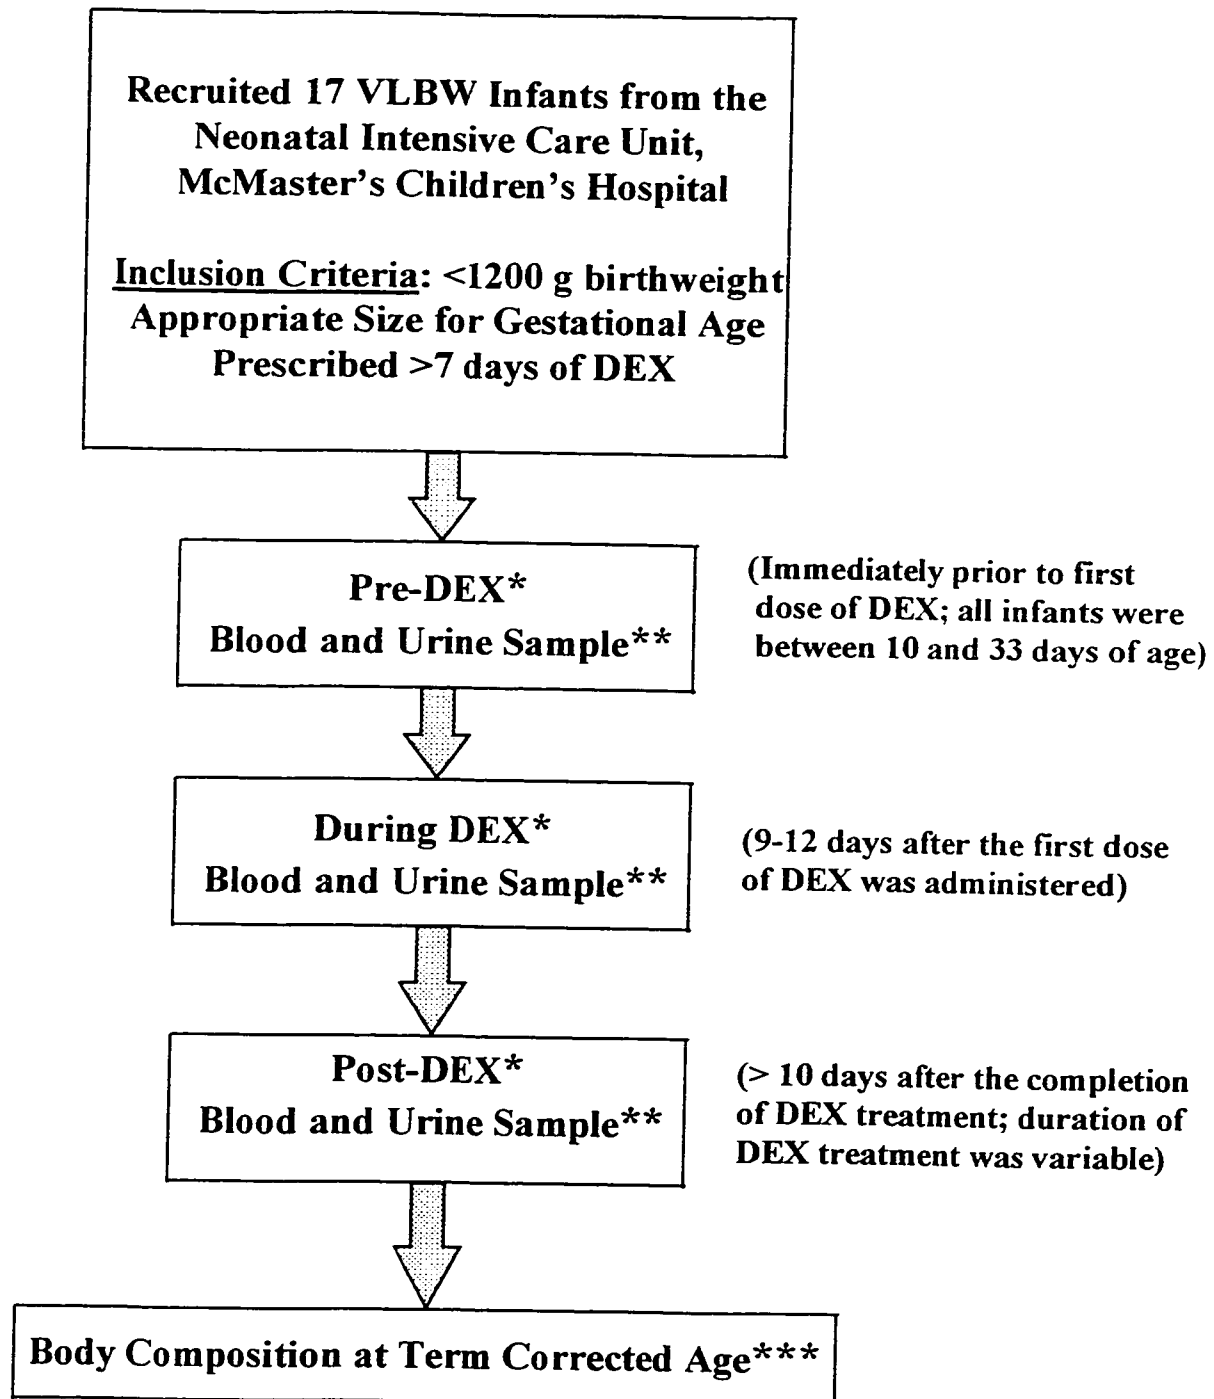 Recruited 17 VLBW Infants from the
Neonatal Intensive Care Unit,
McMaster's Children's Hospital
Inclusion Criteria: <1200 g birthweight
Appropriate Size for Gestational Age
Prescribed >7 days of DEX
Pre-DEX*
Blood and Urine Sample**
(Immediately prior to first
dose of DEX; all infants were
between 10 and 33 days of age)
During DEX*
Blood and Urine Sample**
(9-12 days after the first dose
of DEX was administered)
Post-DEX*
Blood and Urine Sample**
(> 10 days after the completion
of DEX treatment; duration of
DEX treatment was variable)
Body Composition at Term Corrected Age***